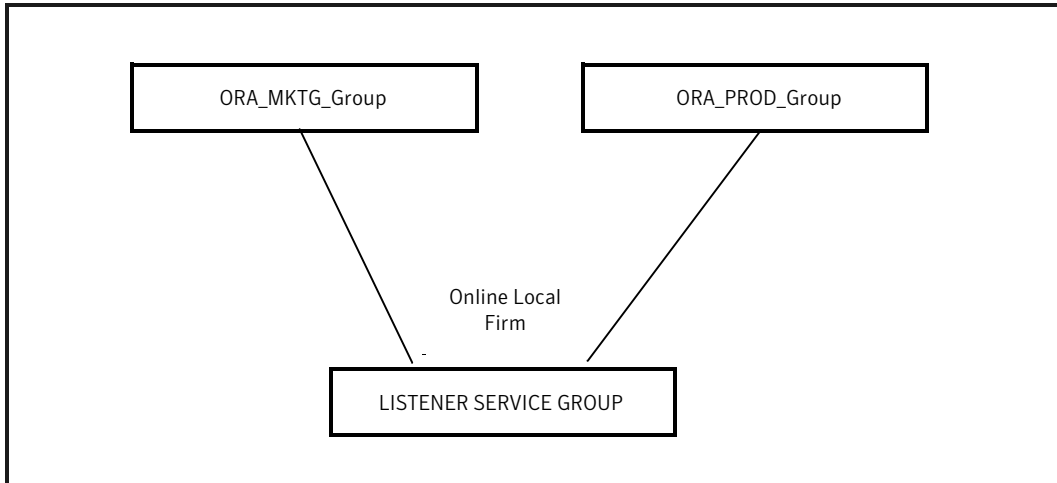 ORA_MKTG_Group
ORA_PROD_Group
Online Local
Firm
LISTENER SERVICE GROUP